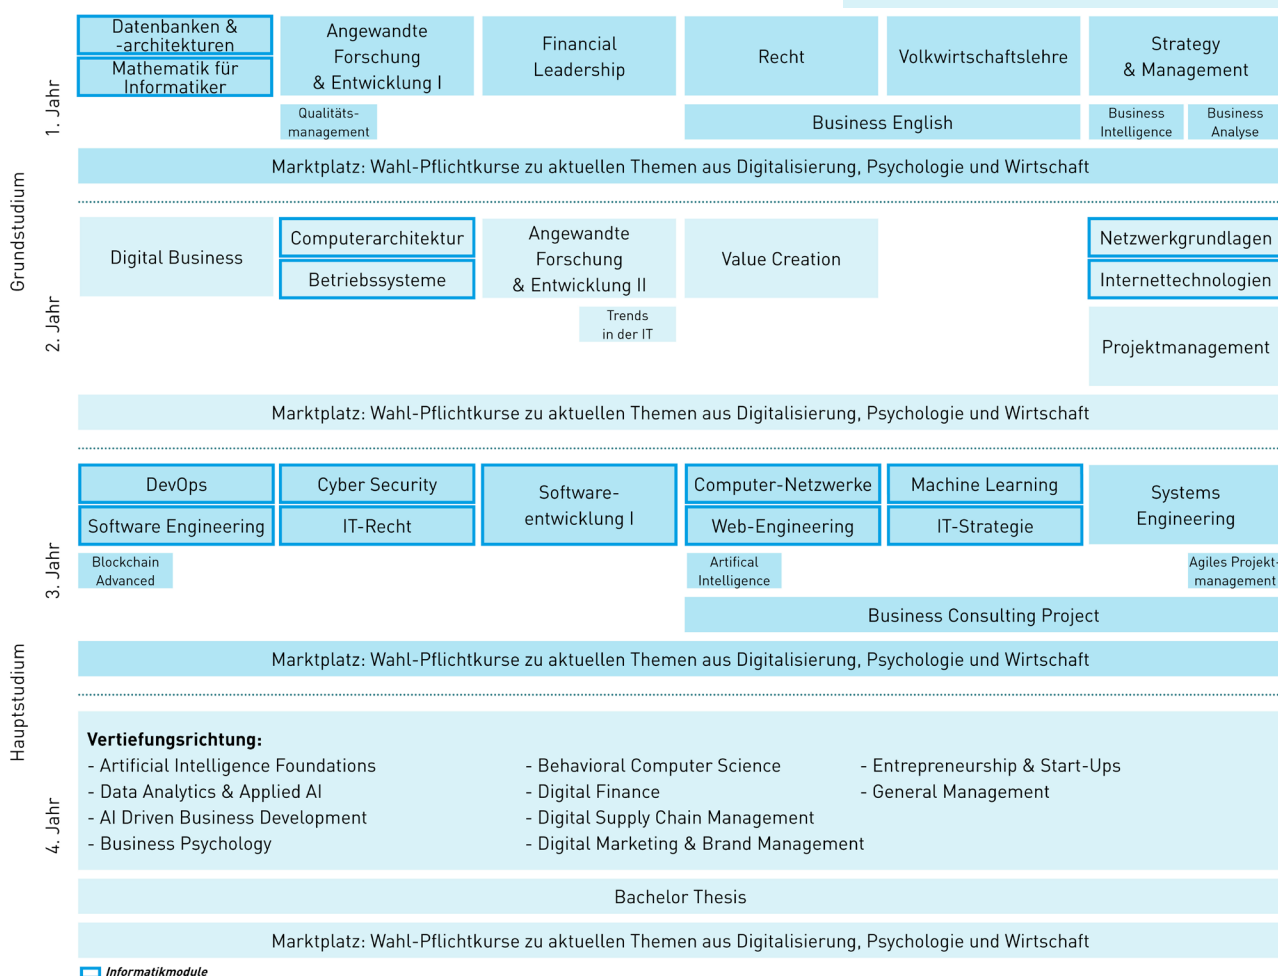 Grundstudium
1. Jahr
Datenbanken &
-architekturen
Mathematik für
Informatiker
Angewandte
Forschung
& Entwicklung I
Financial
Leadership
Recht
Volkwirtschaftslehre
Strategy
& Management
Qualitäts-
management
Business English
Business
Intelligence
Business
Analyse
Marktplatz: Wahl-Pflichtkurse zu aktuellen Themen aus Digitalisierung, Psychologie und Wirtschaft
2. Jahr
Digital Business
Computerarchitektur
Betriebssysteme
Angewandte
Forschung
& Entwicklung II
Value Creation
Netzwerkgrundlagen
Internettechnologien
Trends
in der IT
Projektmanagement
Marktplatz: Wahl-Pflichtkurse zu aktuellen Themen aus Digitalisierung, Psychologie und Wirtschaft
Hauptstudium
3. Jahr
DevOps
Software Engineering
Cyber Security
IT-Recht
Software-
entwicklung I
Computer-Netzwerke
Web-Engineering
Machine Learning
IT-Strategie
Systems
Engineering
Blockchain
Advanced
Artifical
Intelligence
Agiles Projekt-
management
Business Consulting Project
Marktplatz: Wahl-Pflichtkurse zu aktuellen Themen aus Digitalisierung, Psychologie und Wirtschaft
4. Jahr
Vertiefungsrichtung:
- Artificial Intelligence Foundations
- Data Analytics & Applied AI
- AI Driven Business Development
- Business Psychology
- Behavioral Computer Science
- Digital Finance
- Digital Supply Chain Management
- Digital Marketing & Brand Management
- Entrepreneurship & Start-Ups
- General Management
Bachelor Thesis
Marktplatz: Wahl-Pflichtkurse zu aktuellen Themen aus Digitalisierung, Psychologie und Wirtschaft
Informatikmodule